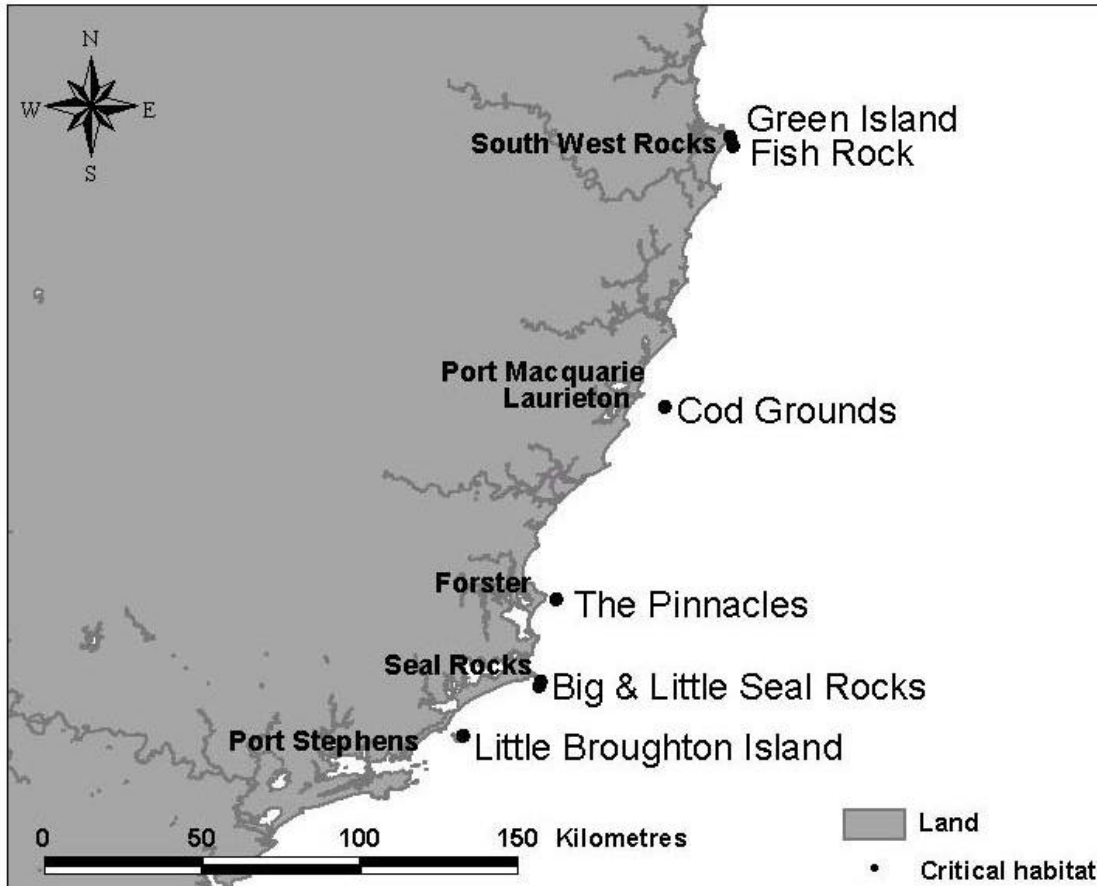 N
W E
S
Green Island
South West Rocks
Fish Rock
Port Macquarie
Laurieton
Cod Grounds
Forster
The Pinnacles
Seal Rocks
Big & Little Seal Rocks
Port Stephens
Little Broughton Island
0 50 100 150 Kilometres
Land
Critical habitat